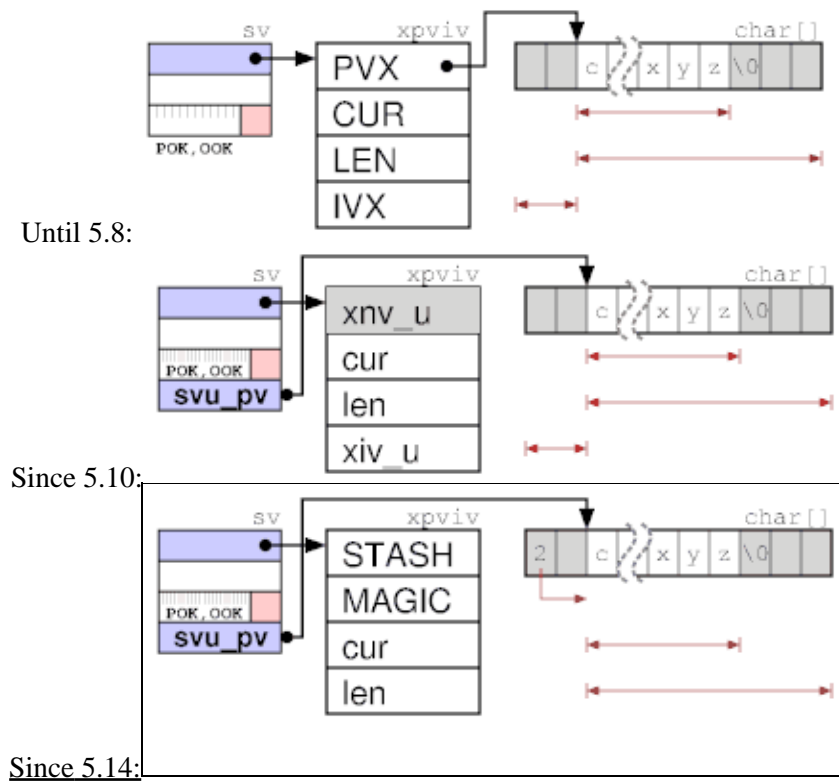 sv xpviv char[]
PVX c x y z \0
CUR
LEN
POK, OOK
IVX
Until 5.8:
sv xpviv char[]
xnv_u c x y z \0
cur
POK, OOK
svu_pv len
xiv_u
Since 5.10:
sv xpviv char[]
STASH 2 c x y z \0
MAGIC
POK, OOK
svu_pv cur
len
Since 5.14: